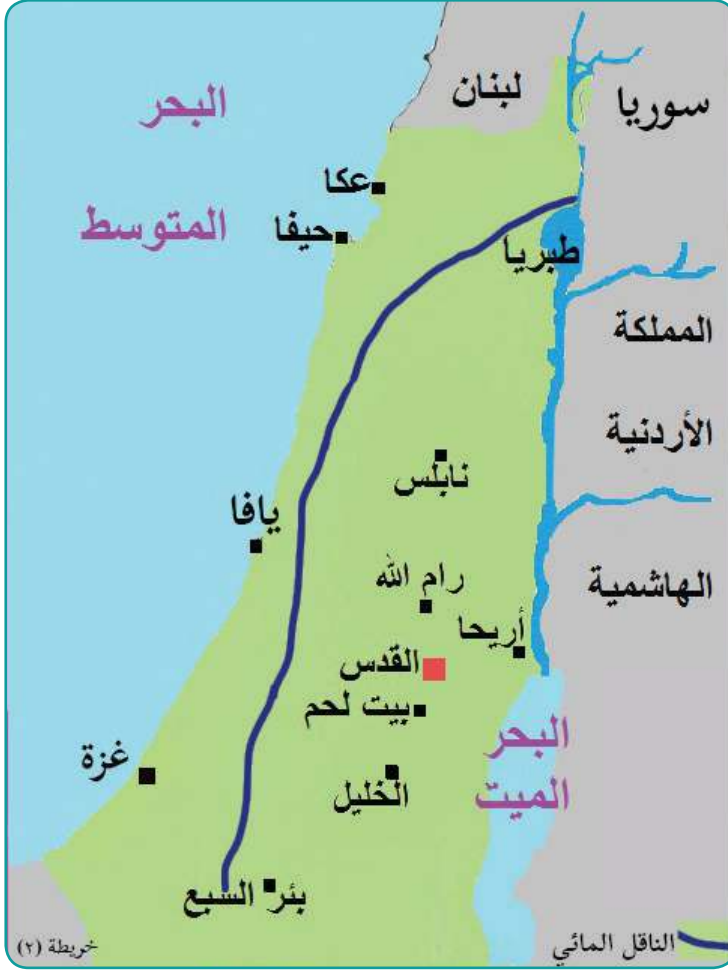 لبنان
سوريا
البحر
المتوسط
عكا
حيفا
طبريا
المملكة
الأردنية
الهاشمية
نابلس
يافا
رام الله
أريحا
القدس
بيت لحم
البحر
الميت
غزة
الخليل
بئر السبع
الناقل المائي
خريطة (٢)